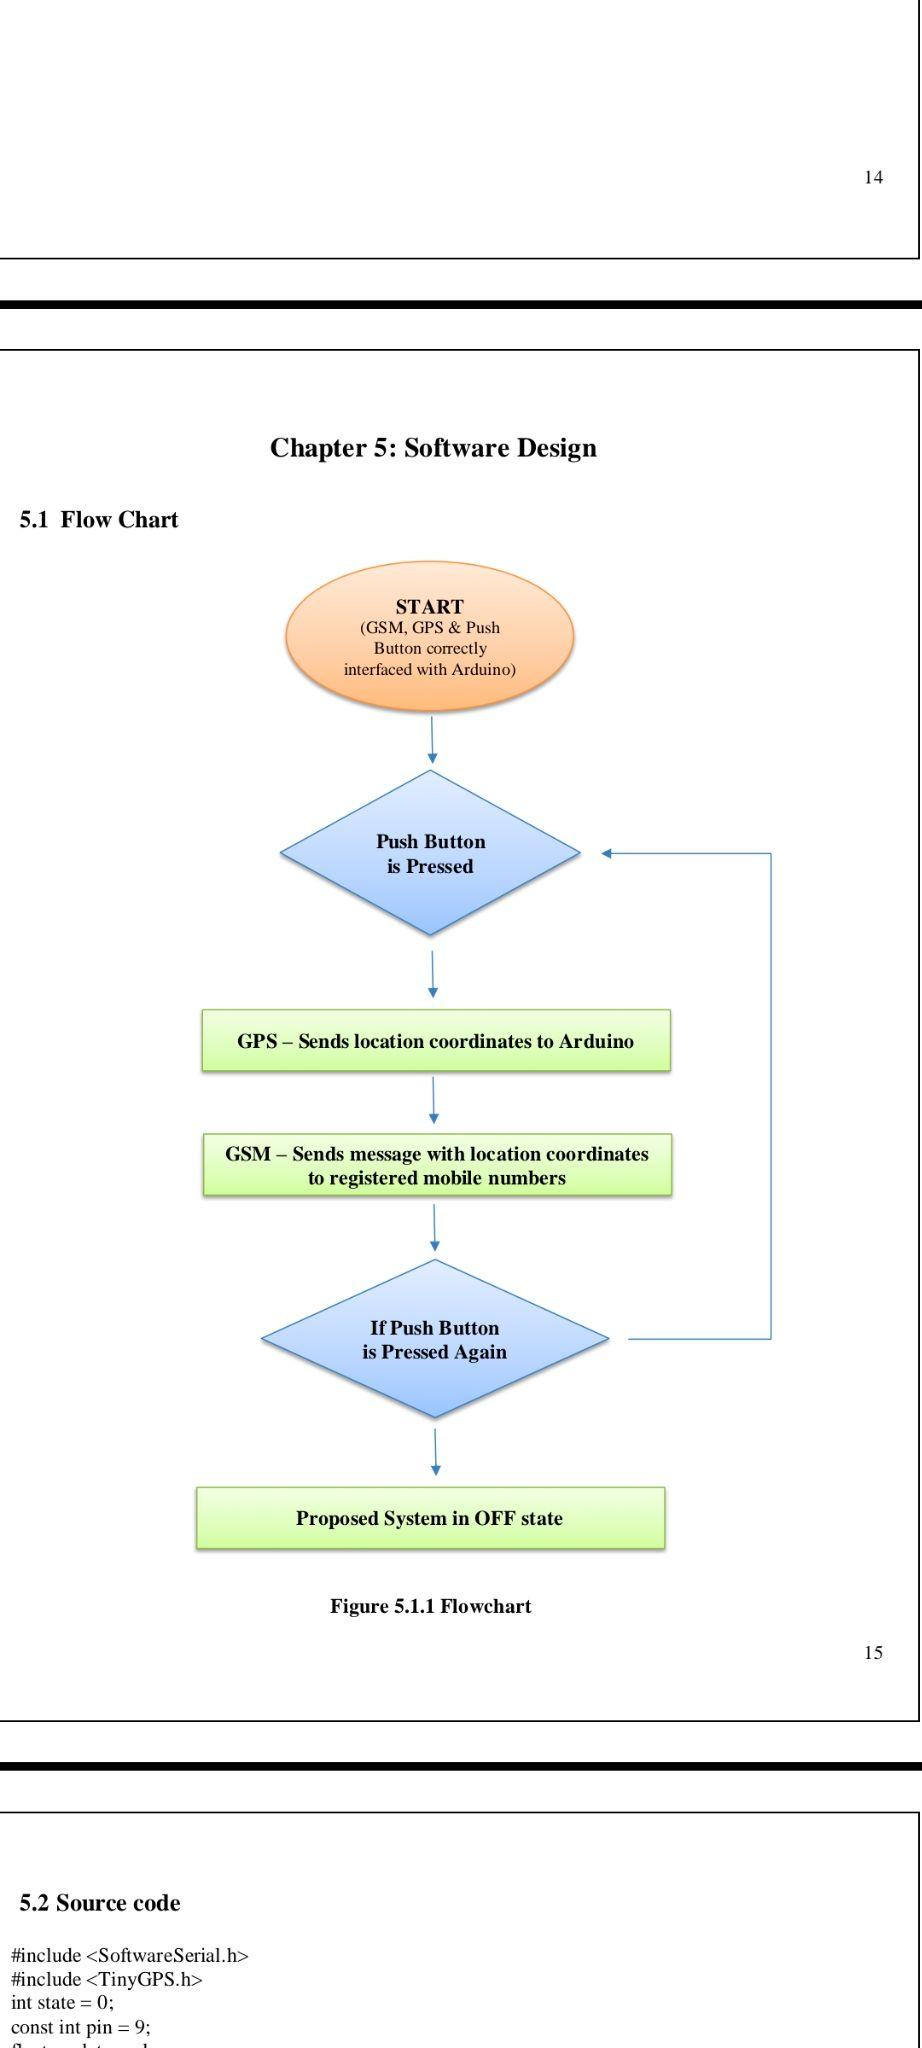 14
Chapter 5: Software Design
5.1 Flow Chart
START
(GSM, GPS & Push
Button correctly
interfaced with Arduino)
Push Button
is Pressed
GPS – Sends location coordinates to Arduino
GSM – Sends message with location coordinates
to registered mobile numbers
If Push Button
is Pressed Again
Proposed System in OFF state
Figure 5.1.1 Flowchart
15
5.2 Source code
#include <SoftwareSerial.h>
#include <TinyGPS.h>
int state = 0;
const int pin = 9;